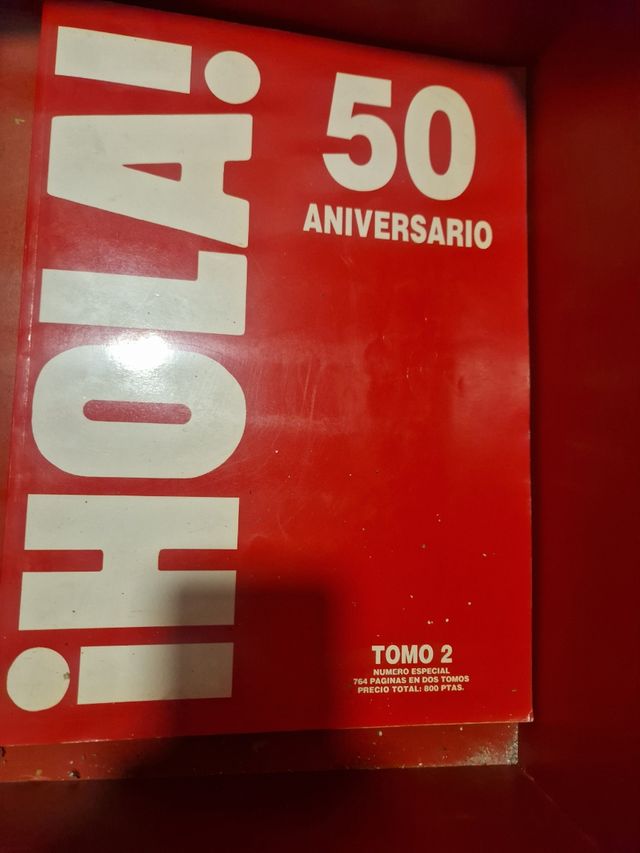 ¡HOLA!
50
ANIVERSARIO
TOMO 2
NUMERO ESPECIAL
764 PAGINAS EN DOS TOMOS
PRECIO TOTAL: 800 PTAS.